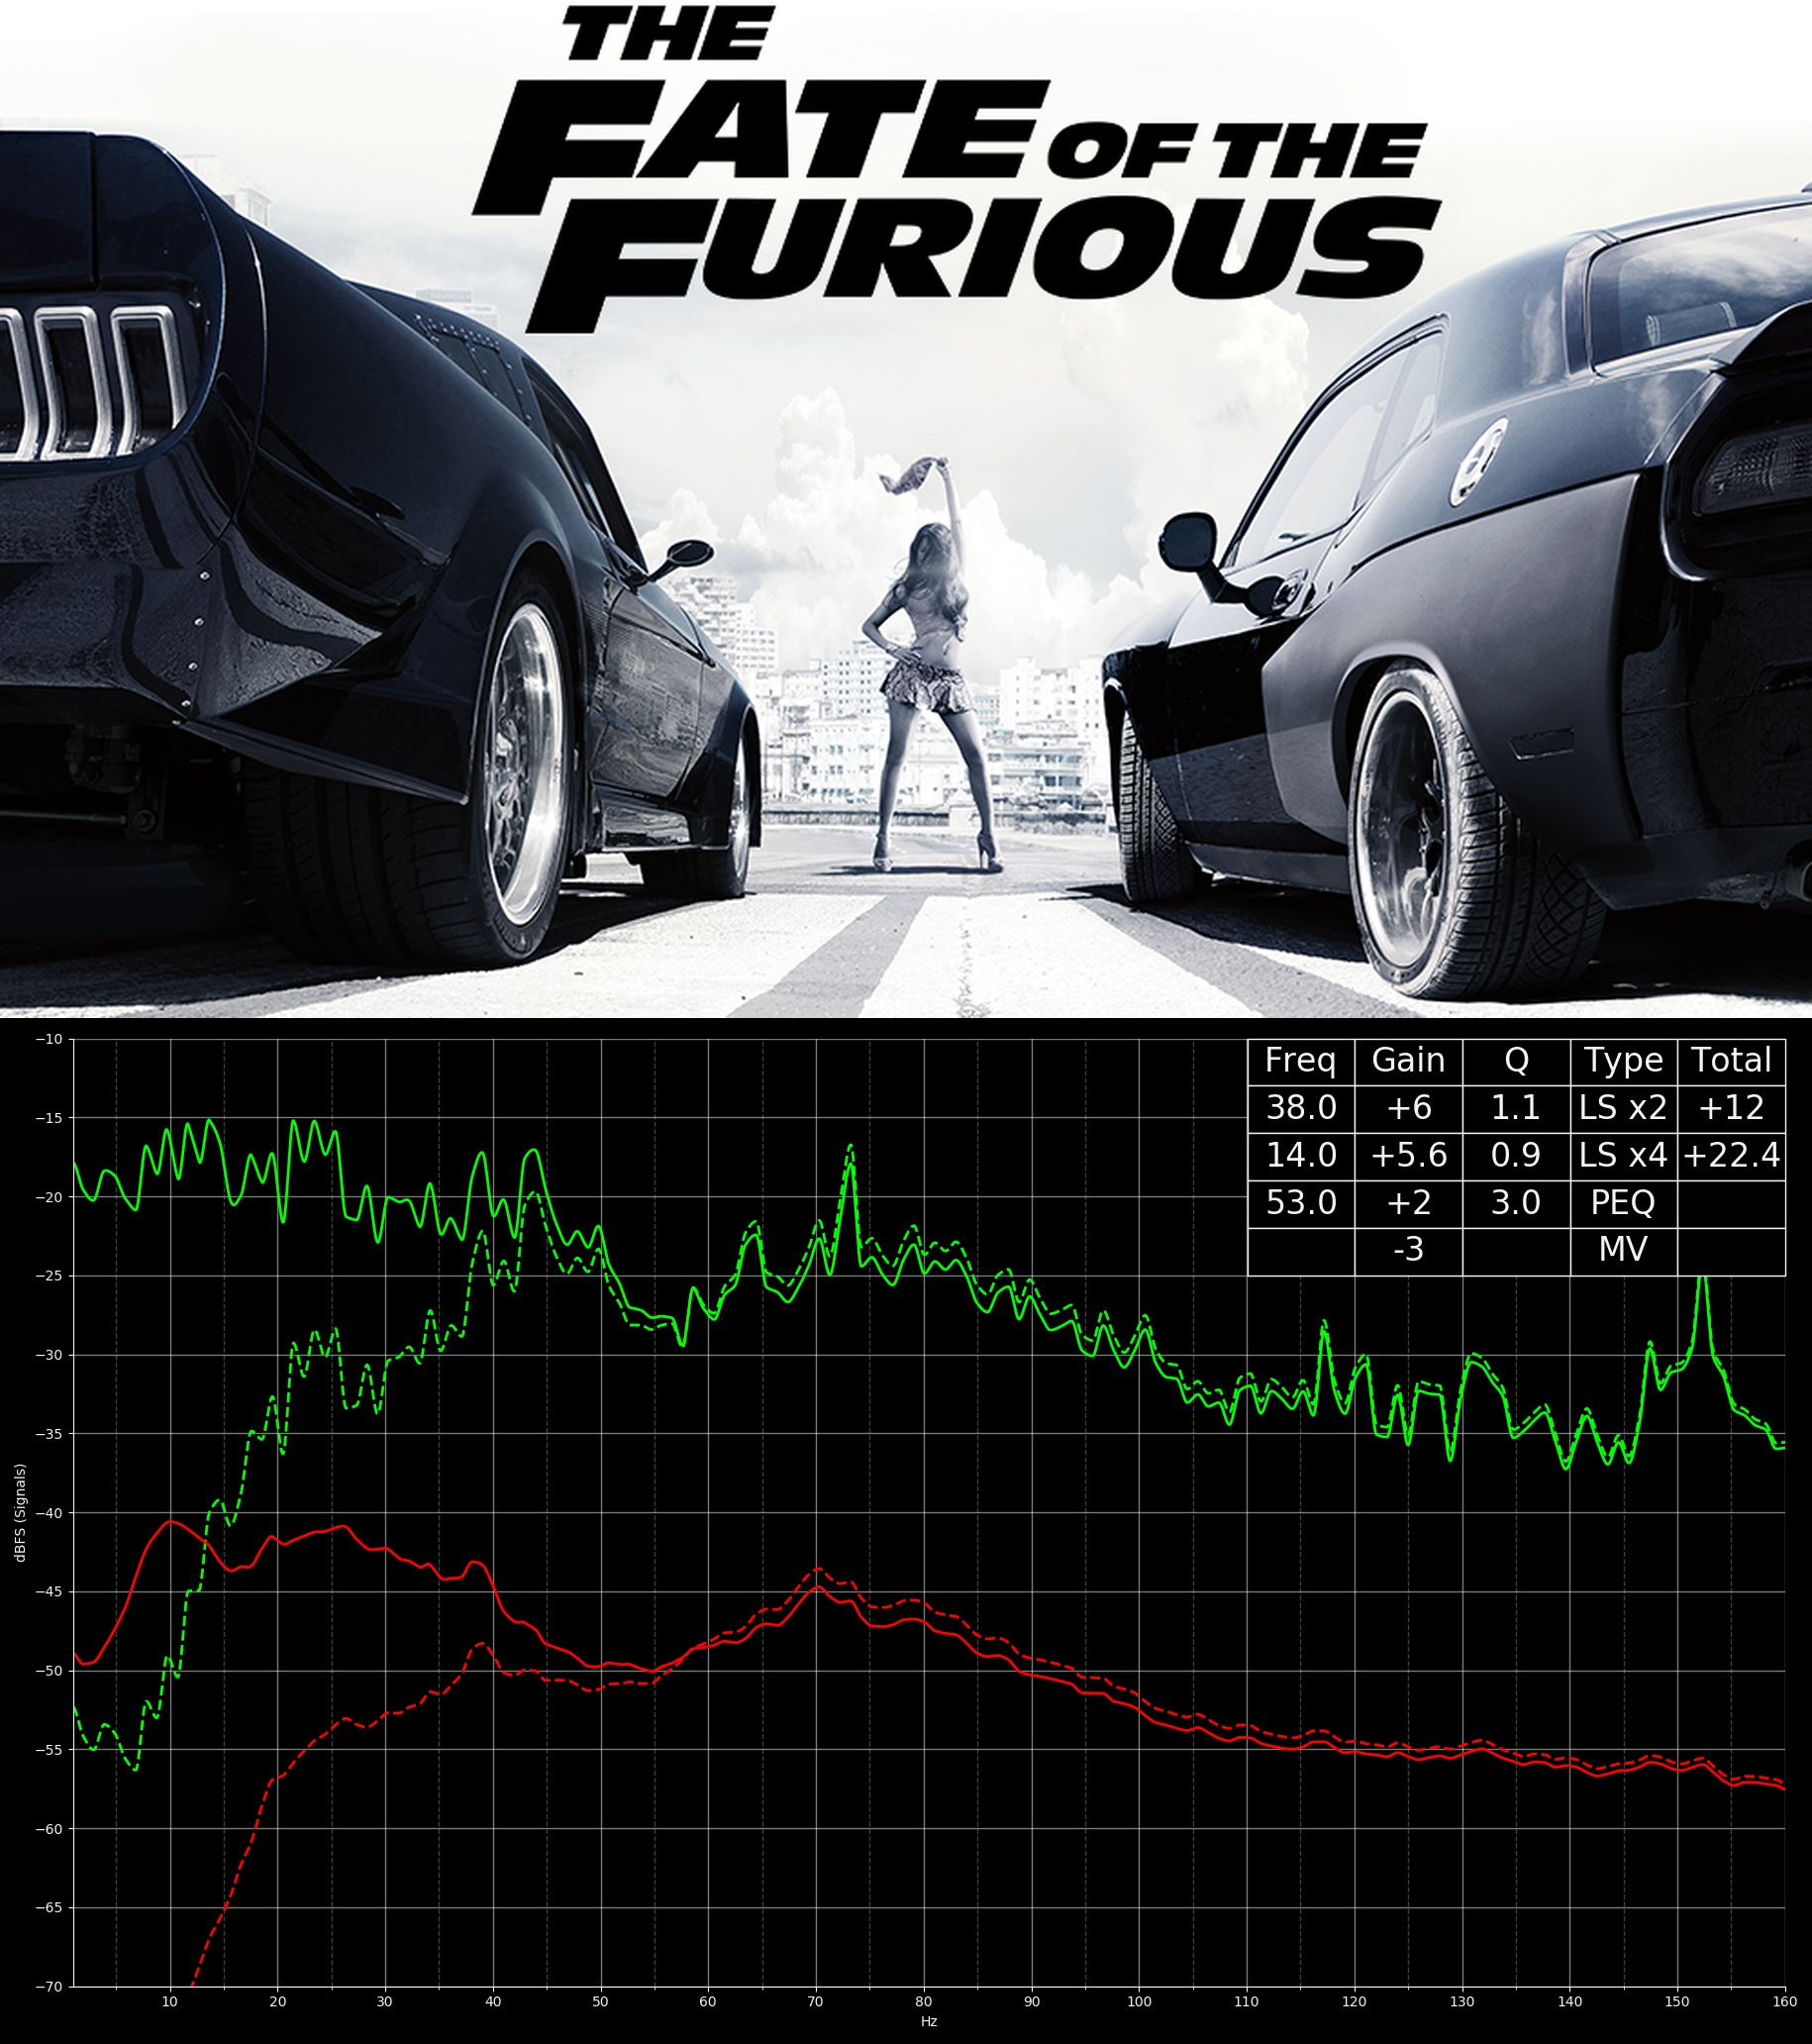 THE
FATE OF THE
FURIOUS
Freq Gain Q Type Total
38.0 +6 1.1 LS x2 +12
14.0 +5.6 0.9 LS x4 +22.4
53.0 +2 3.0 PEQ
-3 MV
−10
−15
−20
−25
−30
−35
−40
−45
−50
−55
−60
−65
−70
dBFS (Signals)
10 20 30 40 50 60 70 80 90 100 110 120 130 140 150 160
Hz